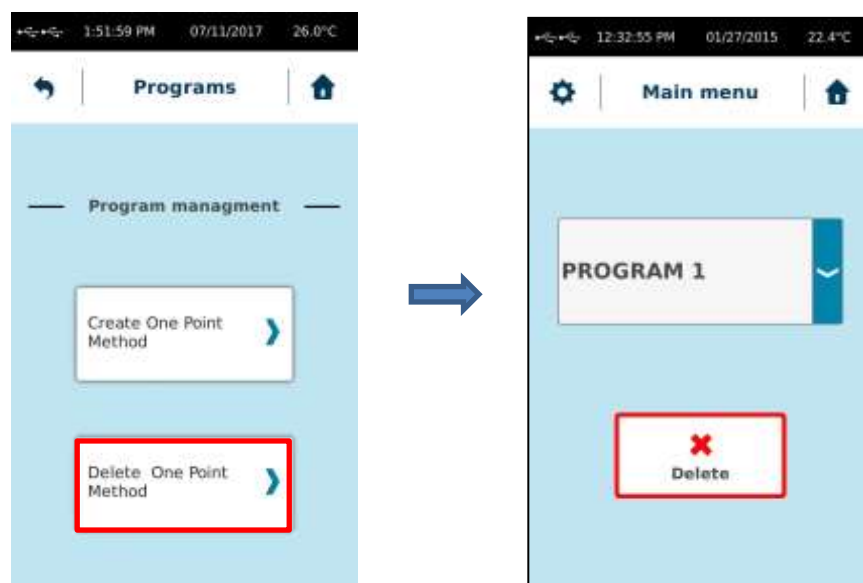 1:51:59 PM 07/11/2017 26.0°C
Programs
Program managment
Create One Point
Method
Delete One Point
Method
12:32:55 PM 01/27/2015 22.4°C
Main menu
PROGRAM 1
Delete